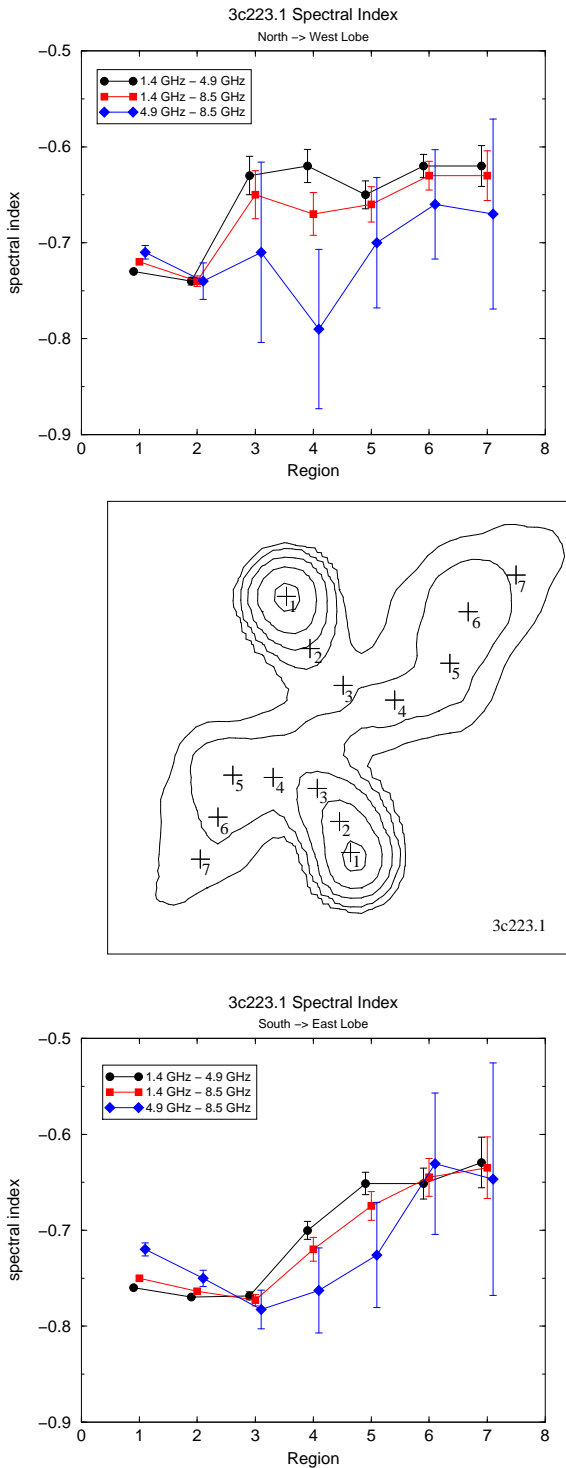 3c223.1 Spectral Index
North −> West Lobe
−0.5
1.4 GHz − 4.9 GHz
1.4 GHz − 8.5 GHz
4.9 GHz − 8.5 GHz
−0.6
−0.7
−0.8
−0.9
spectral index
0 1 2 3 4 5 6 7 8
Region
1
2
3
4
5
6
7
5
4
3
6
2
7
1
3c223.1
3c223.1 Spectral Index
South −> East Lobe
−0.5
1.4 GHz − 4.9 GHz
1.4 GHz − 8.5 GHz
4.9 GHz − 8.5 GHz
−0.6
−0.7
−0.8
−0.9
spectral index
0 1 2 3 4 5 6 7 8
Region